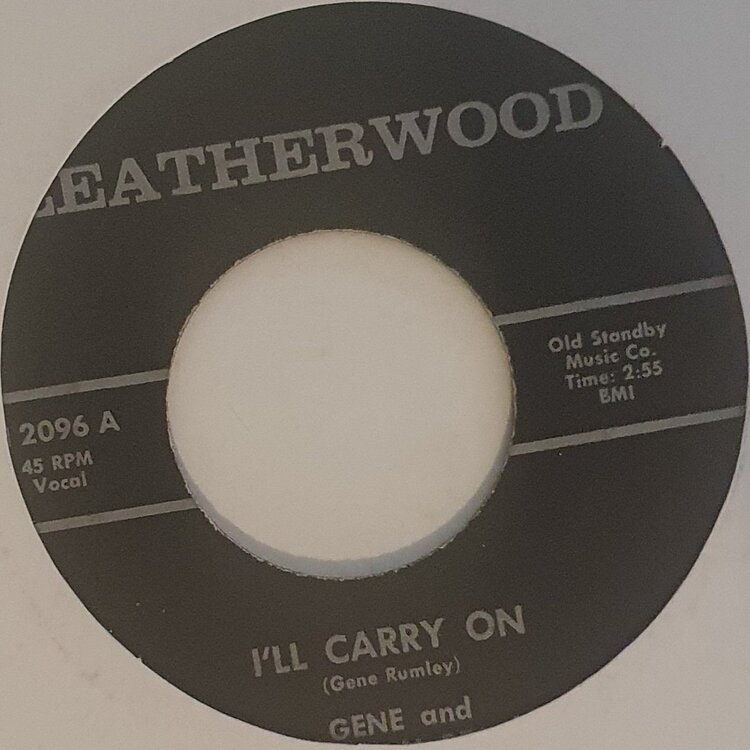 LEATHERWOOD
Old Standby
Music Co.
Time: 2:55
BMI
2096 A
45 RPM
Vocal
I'LL CARRY ON
(Gene Rumley)
GENE and